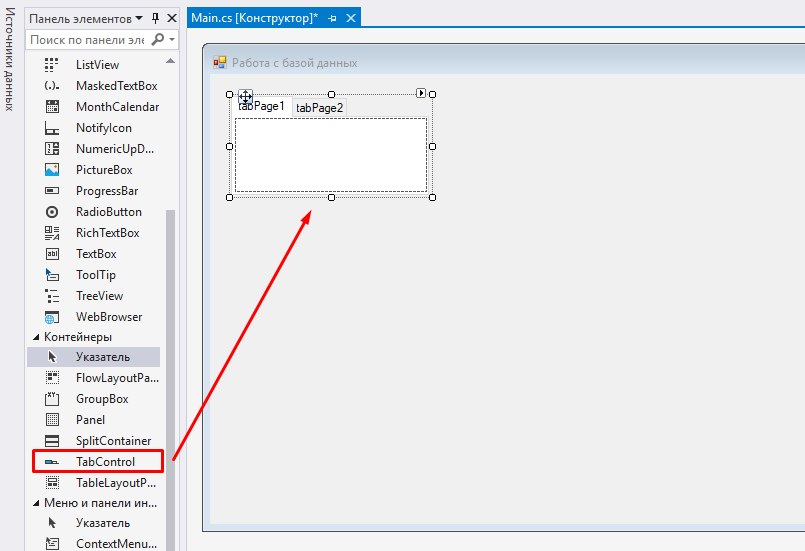 Источники данных
Панель элементов
Поиск по панели эле
ListView
MaskedTextBox
MonthCalendar
NotifyIcon
NumericUpD...
PictureBox
ProgressBar
RadioButton
RichTextBox
TextBox
ToolTip
TreeView
WebBrowser
Контейнеры
Указатель
FlowLayoutPa...
GroupBox
Panel
SplitContainer
TabControl
TableLayoutP...
Меню и панели ин...
Указатель
ContextMenu...
Main.cs [Конструктор]*
Работа с базой данных
tabPage1 tabPage2